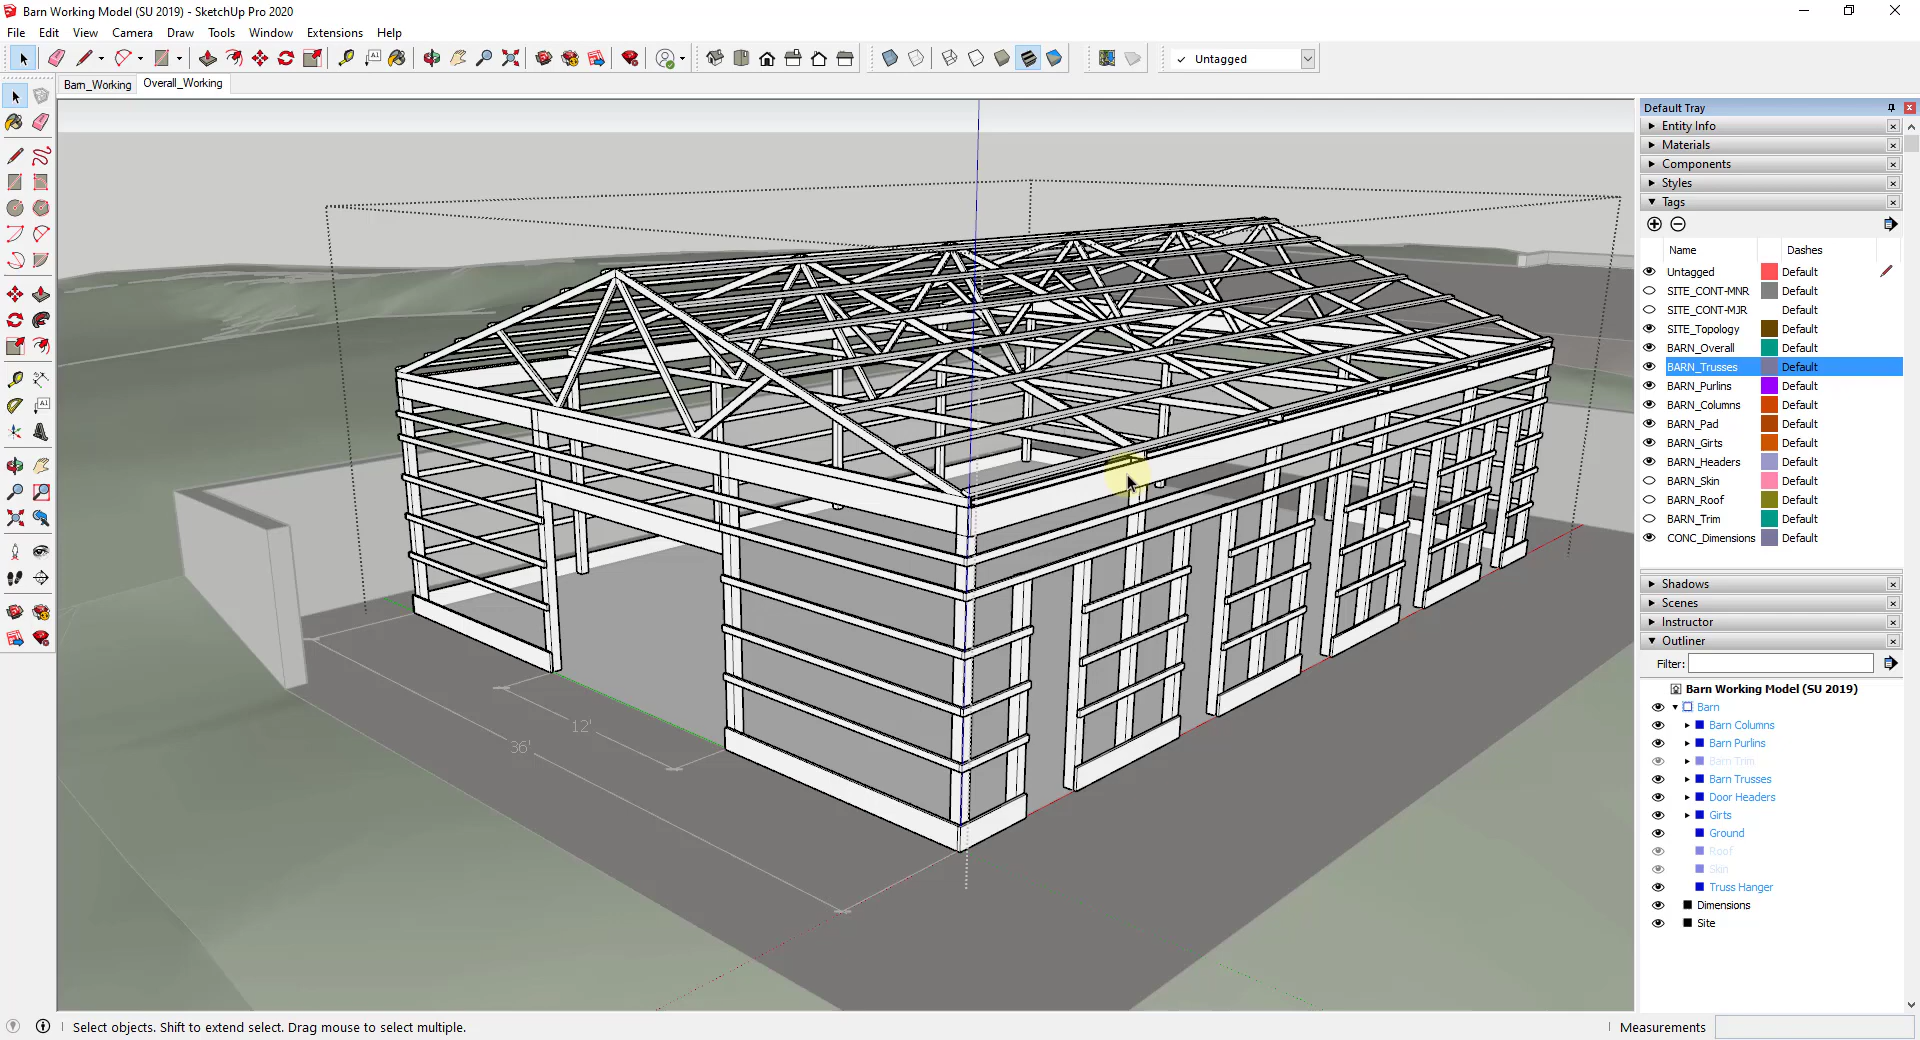 Barn Working Model (SU 2019) - SketchUp Pro 2020
File Edit View Camera Draw Tools Window Extensions Help
Untagged
Barn_Working Overall_Working
Default Tray
Entity Info
Materials
Components
Styles
Tags
Name Dashes
Untagged Default
SITE_CONT-MNR Default
SITE_CONT-MJR Default
SITE_Topology Default
BARN_Overall Default
BARN_Trusses Default
BARN_Purlins Default
BARN_Columns Default
BARN_Pad Default
BARN_Girts Default
BARN_Headers Default
BARN_Skin Default
BARN_Roof Default
BARN_Trim Default
CONC_Dimensions Default
Shadows
Scenes
Instructor
Outliner
Filter:
Barn Working Model (SU 2019)
Barn
Barn Columns
Barn Purlins
Barn Trim
Barn Trusses
Door Headers
Girts
Ground
Roof
Skin
Truss Hanger
Dimensions
Site
12'
36'
Select objects. Shift to extend select. Drag mouse to select multiple.
Measurements